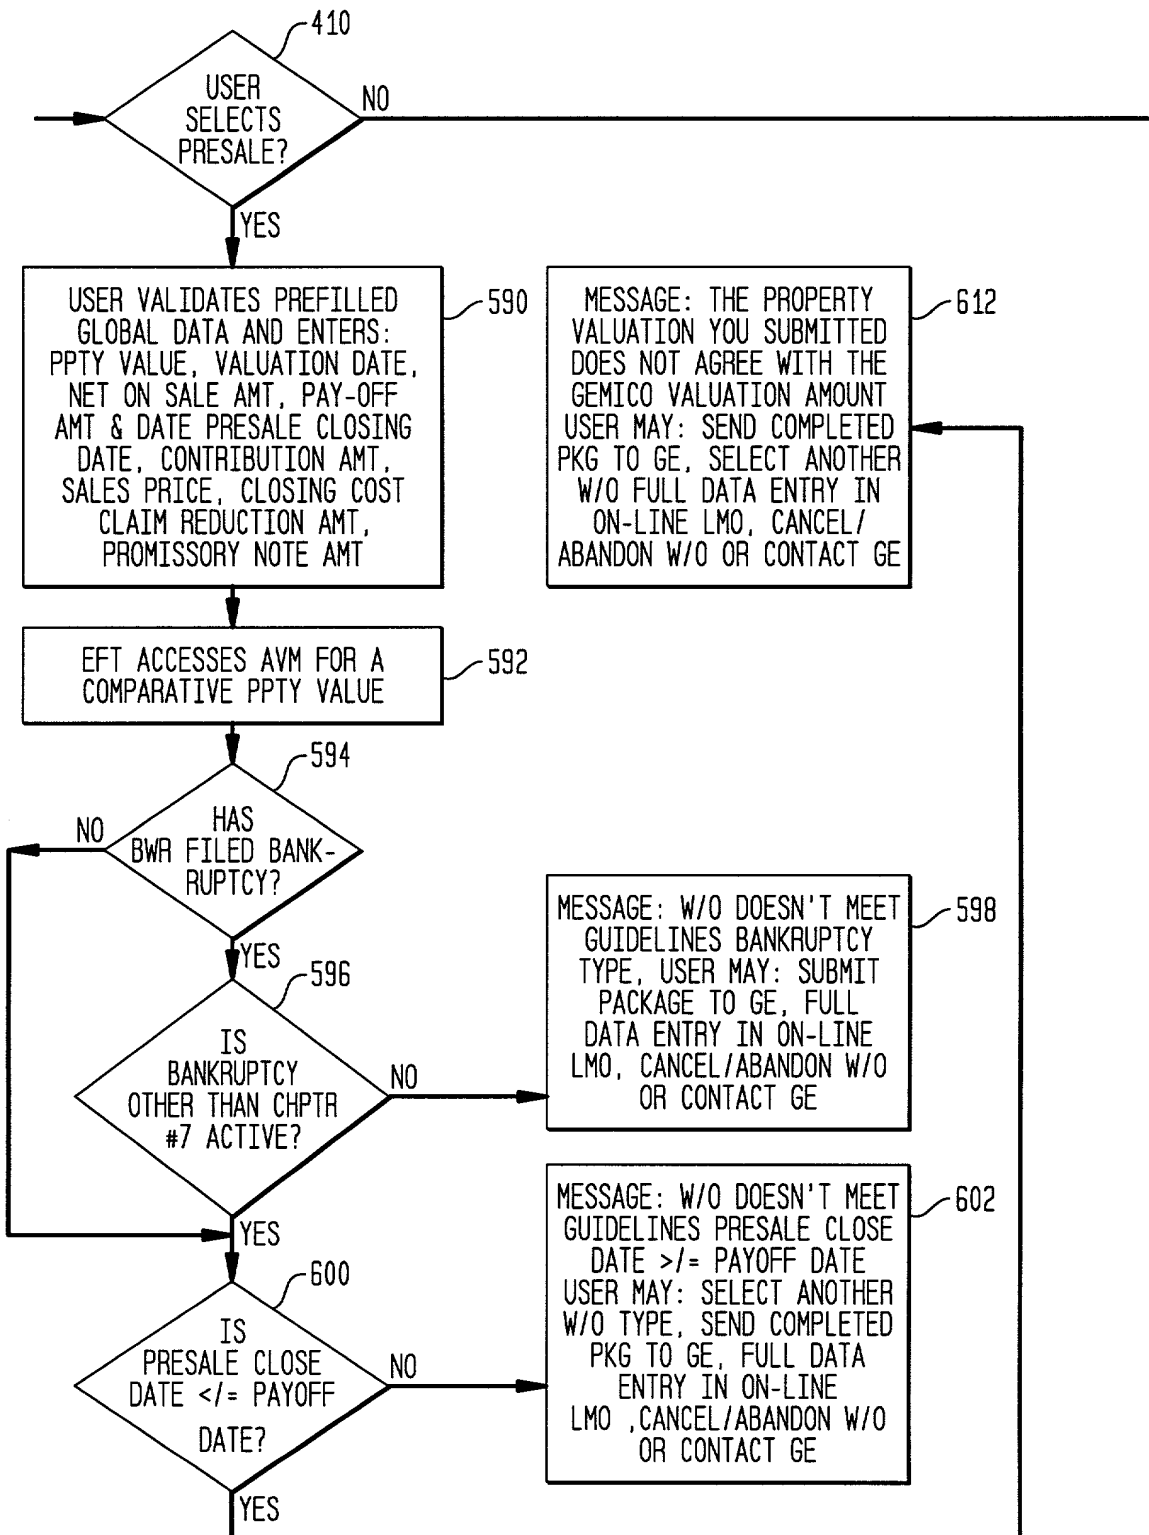 410
USER
SELECTS
PRESALE?
NO
YES
USER VALIDATES PREFILLED
GLOBAL DATA AND ENTERS:
PPTY VALUE, VALUATION DATE,
NET ON SALE AMT, PAY-OFF
AMT & DATE PRESALE CLOSING
DATE, CONTRIBUTION AMT,
SALES PRICE, CLOSING COST
CLAIM REDUCTION AMT,
PROMISSORY NOTE AMT
590
MESSAGE: THE PROPERTY
VALUATION YOU SUBMITTED
DOES NOT AGREE WITH THE
GEMICO VALUATION AMOUNT
USER MAY: SEND COMPLETED
PKG TO GE, SELECT ANOTHER
W/O FULL DATA ENTRY IN
ON-LINE LMO, CANCEL/
ABANDON W/O OR CONTACT GE
612
EFT ACCESSES AVM FOR A
COMPARATIVE PPTY VALUE
592
594
HAS
BWR FILED BANK-
RUPTCY?
NO
YES
596
IS
BANKRUPTCY
OTHER THAN CHPTR
#7 ACTIVE?
NO
YES
MESSAGE: W/O DOESN'T MEET
GUIDELINES BANKRUPTCY
TYPE, USER MAY: SUBMIT
PACKAGE TO GE, FULL
DATA ENTRY IN ON-LINE
LMO, CANCEL/ABANDON W/O
OR CONTACT GE
598
600
IS
PRESALE CLOSE
DATE </= PAYOFF
DATE?
NO
YES
MESSAGE: W/O DOESN'T MEET
GUIDELINES PRESALE CLOSE
DATE >/= PAYOFF DATE
USER MAY: SELECT ANOTHER
W/O TYPE, SEND COMPLETED
PKG TO GE, FULL DATA
ENTRY IN ON-LINE
LMO ,CANCEL/ABANDON W/O
OR CONTACT GE
602